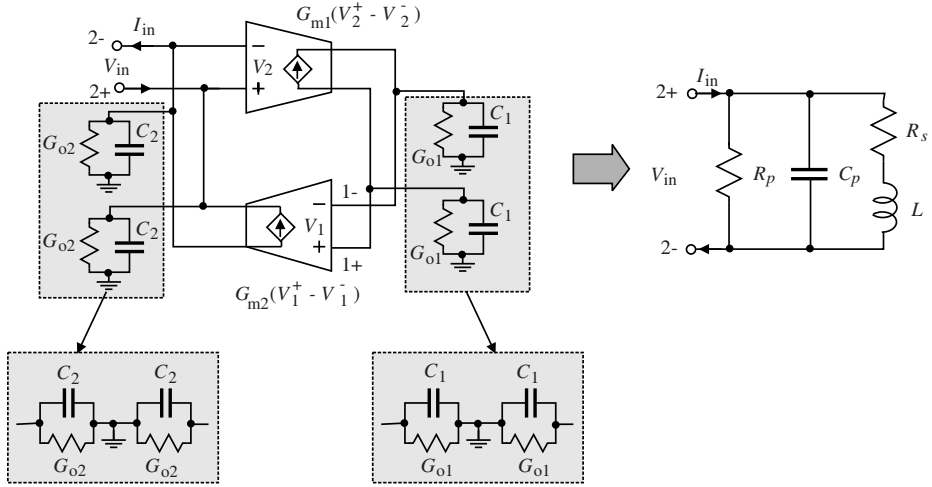 G_m1(V_2^+ - V_2^-)
2- I_in
V_in
2+
− V_2 +
C_2 G_o2
C_2 G_o2
C_1 G_o1
C_1 G_o1
1-
− V_1 +
1+
G_m2(V_1^+ - V_1^-)
2+ I_in
V_in R_p C_p R_s L
2-
C_2 C_2
G_o2 G_o2
C_1 C_1
G_o1 G_o1